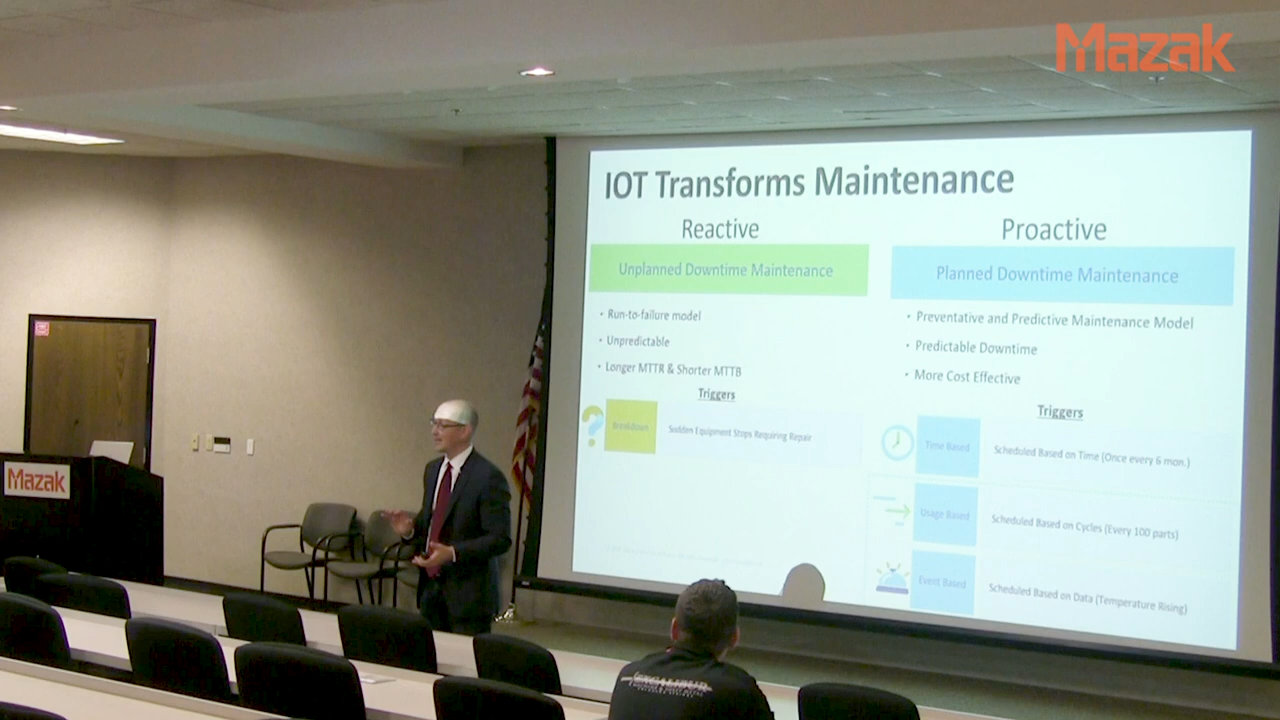 Mazak
IOT Transforms Maintenance
Reactive
Unplanned Downtime Maintenance
• Run-to-failure model
• Unpredictable
• Longer MTTR & Shorter MTTB
Triggers
Breakdown
Sudden Equipment Stops Requiring Repair
Proactive
Planned Downtime Maintenance
• Preventative and Predictive Maintenance Model
• Predictable Downtime
• More Cost Effective
Triggers
Time Based
Scheduled Based on Time (Once every 6 mon.)
Usage Based
Scheduled Based on Cycles (Every 100 parts)
Event Based
Scheduled Based on Data (Temperature Rising)
Mazak
EXCALIBUR